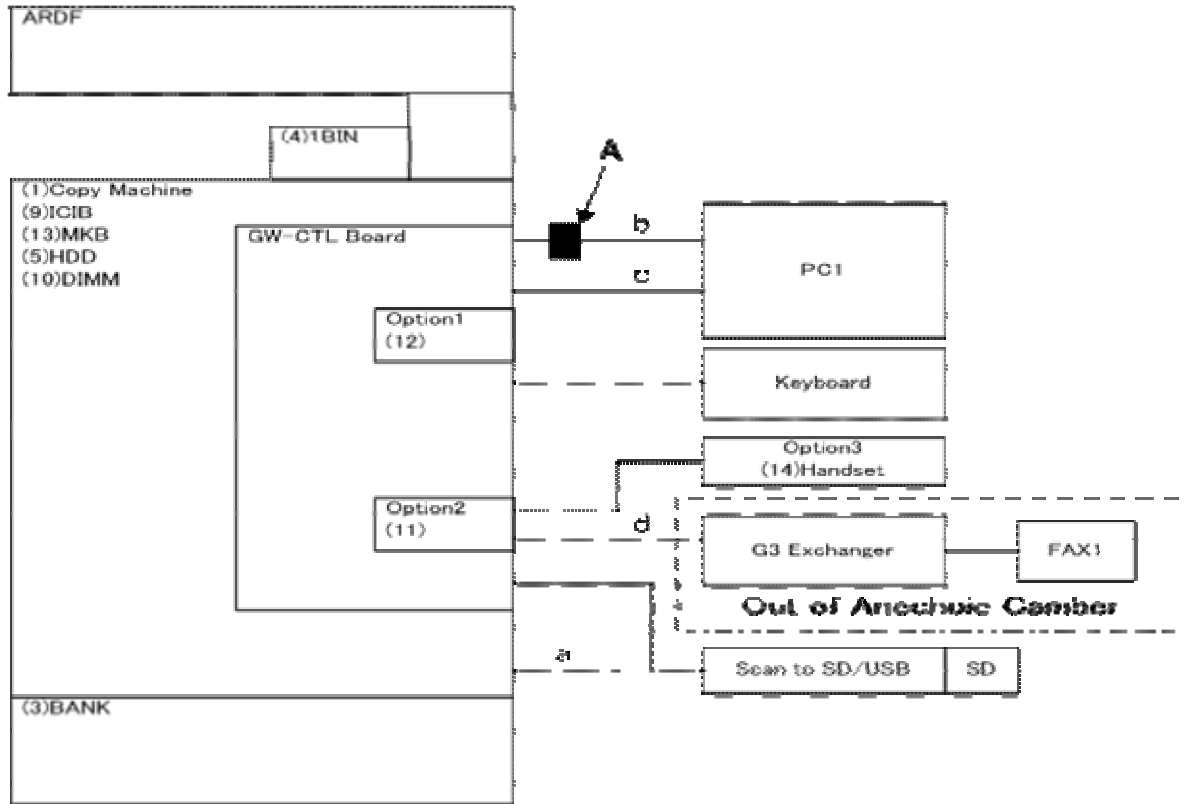 ARDF
(4)1BIN
(1)Copy Machine
(9)ICIB
(13)MKB
(5)HDD
(10)DIMM
GW-CTL Board
A
b
c
PC1
Option1
(12)
Keyboard
Option3
(14)Handset
Option2
(11)
d
G3 Exchanger
FAX1
Out of Anechoic Camber
a
Scan to SD/USB
SD
(3)BANK